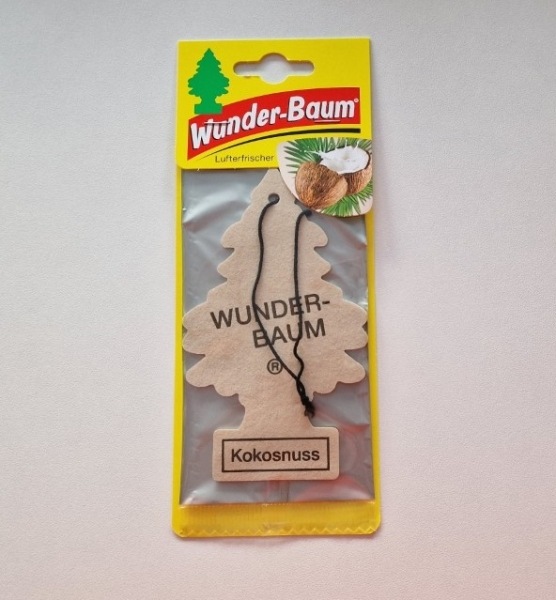 Wunder-Baum®
Lufterfrischer
WUNDER-
BAUM
®
Kokosnuss